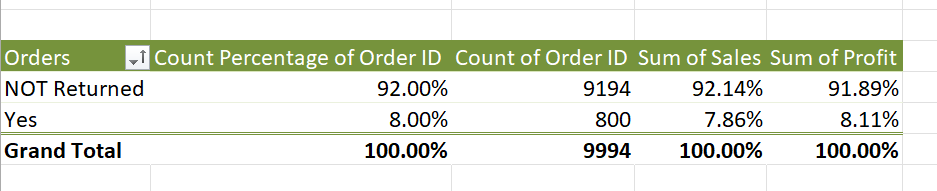 Orders Count Percentage of Order ID Count of Order ID Sum of Sales Sum of Profit
NOT Returned 92.00% 9194 92.14% 91.89%
Yes 8.00% 800 7.86% 8.11%
Grand Total 100.00% 9994 100.00% 100.00%